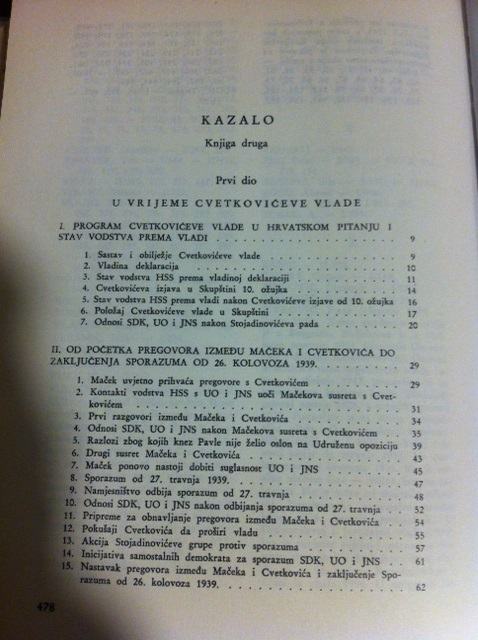 KAZALO
Knjiga druga
Prvi dio
U VRIJEME CVETKOVIĆEVE VLADE
I. PROGRAM CVETKOVIĆEVE VLADE U HRVATSKOM PITANJU I
STAV VODSTVA PREMA VLADI . . . . . . . . . . . . . . . . 9
1. Sastav i obilježje Cvetkovićeve vlade . . . . . . . . . . . 9
2. Vladina deklaracija . . . . . . . . . . . . . . . . . . 10
3. Stav vodstva HSS prema vladinoj deklaraciji . . . . . . . . 11
4. Cvetkovićeva izjava u Skupštini 10. ožujka . . . . . . . . 14
5. Stav vodstva HSS prema vladi nakon Cvetkovićeve izjave od 10. ožujka 16
6. Položaj Cvetkovićeve vlade u Skupštini . . . . . . . . . . 17
7. Odnosi SDK, UO i JNS nakon Stojadinovićeva pada . . . . . . 20
II. OD POČETKA PREGOVORA IZMEĐU MAČEKA I CVETKOVIĆA DO
ZAKLJUČENJA SPORAZUMA OD 26. KOLOVOZA 1939. . . . . . . . . 29
1. Maček uvjetno prihvaća pregovore s Cvetkovićem . . . . . . 29
2. Kontakti vodstva HSS s UO i JNS uoči Mačekova susreta s Cvet-
kovićem . . . . . . . . . . . . . . . . . . . . . . 31
3. Prvi razgovori između Mačeka i Cvetkovića . . . . . . . . 34
4. Odnosi SDK, UO i JNS nakon Mačekova susreta s Cvetkovićem . . 35
5. Razlozi zbog kojih knez Pavle nije želio oslon na Udruženu opoziciju 39
6. Drugi susret Mačeka i Cvetkovića . . . . . . . . . . . . 43
7. Maček ponovo nastoji dobiti suglasnost UO i JNS . . . . . . 45
8. Sporazum od 27. travnja 1939. . . . . . . . . . . . . . 47
9. Namjesništvo odbija sporazum od 27. travnja . . . . . . . . 48
10. Odnosi SDK, UO i JNS nakon odbijanja sporazuma od 27. travnja . 52
11. Pripreme za obnavljanje pregovora između Mačeka i Cvetkovića . . 54
12. Pokušaji Cvetkovića da proširi vladu . . . . . . . . . . . 55
13. Akcija Stojadinovićeve grupe protiv sporazuma . . . . . . . 57
14. Inicijativa samostalnih demokrata za sporazum SDK, UO i JNS . . 61
15. Nastavak pregovora između Mačeka i Cvetkovića i zaključenje Spo-
razuma od 26. kolovoza 1939. . . . . . . . . . . . . . . 62
478